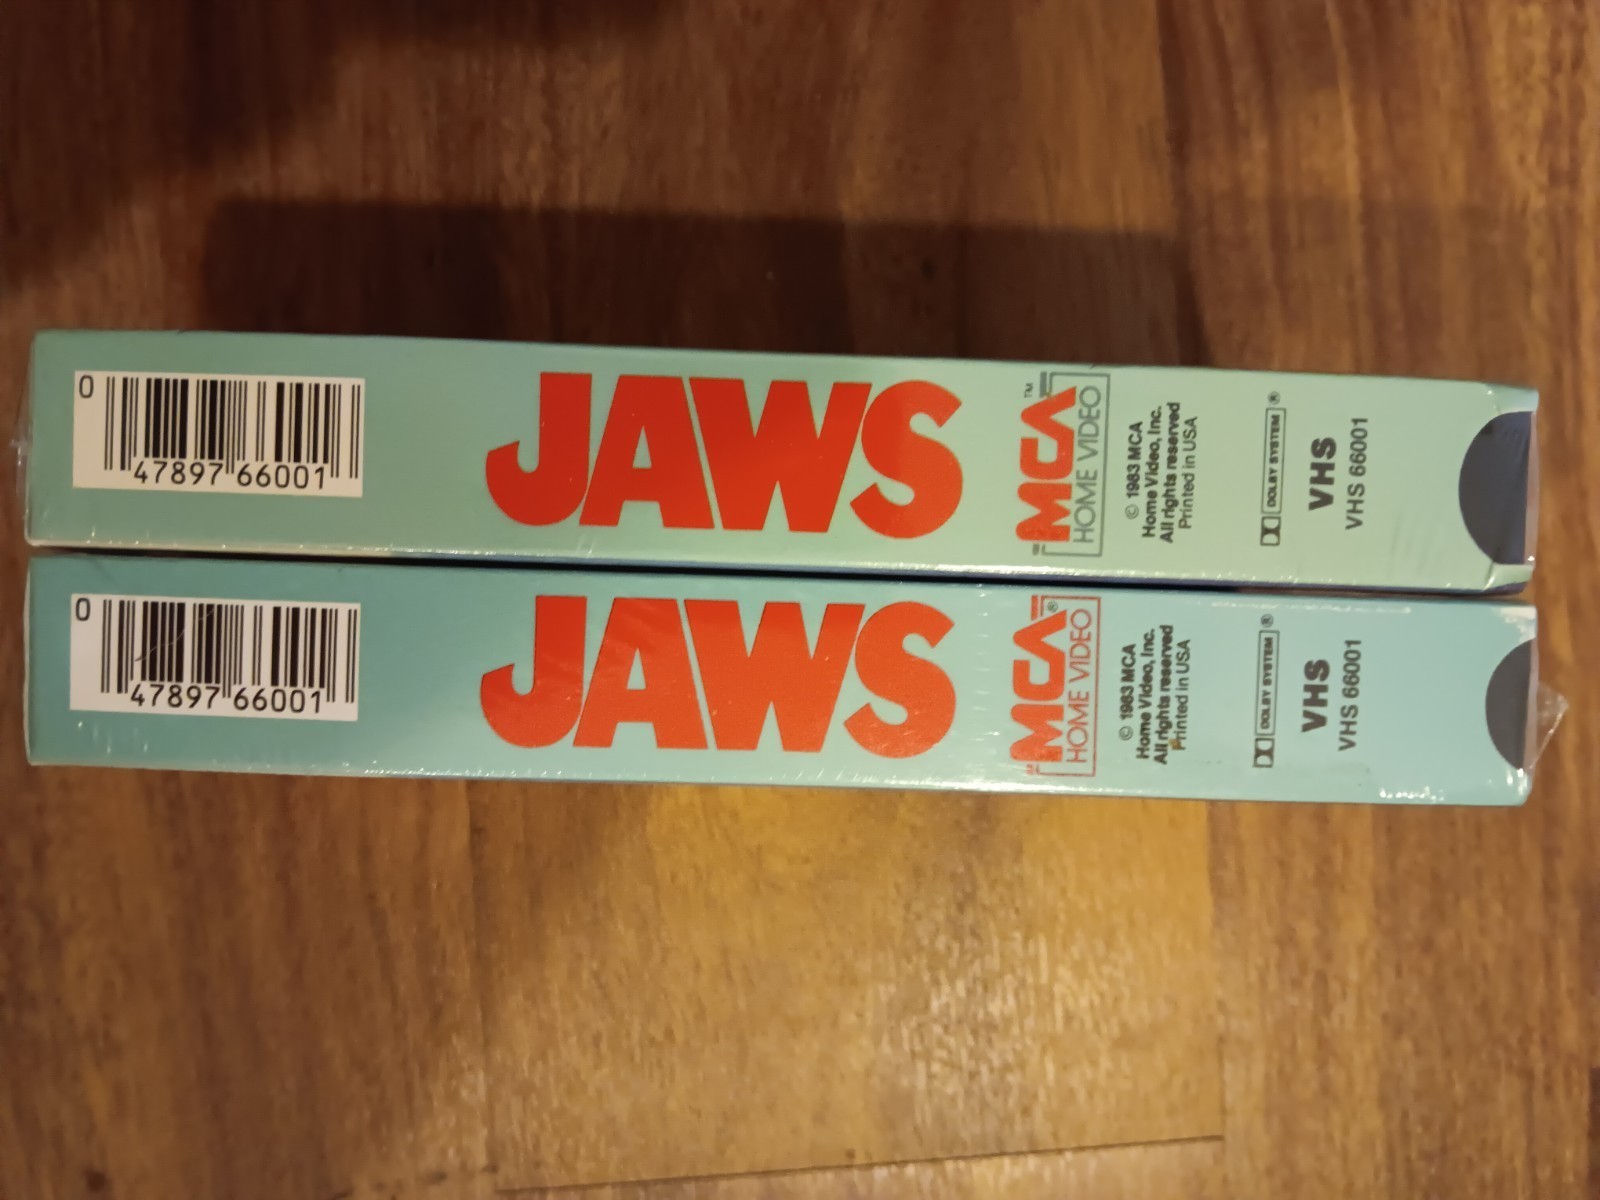 0
47897 66001
JAWS
MCA™
HOME VIDEO
© 1983 MCA
Home Video, Inc.
All rights reserved
Printed in USA
DOLBY SYSTEM®
VHS
VHS 66001
0
47897 66001
JAWS
MCA®
HOME VIDEO
© 1983 MCA
Home Video, Inc.
All rights reserved
Printed in USA
DOLBY SYSTEM®
VHS
VHS 66001